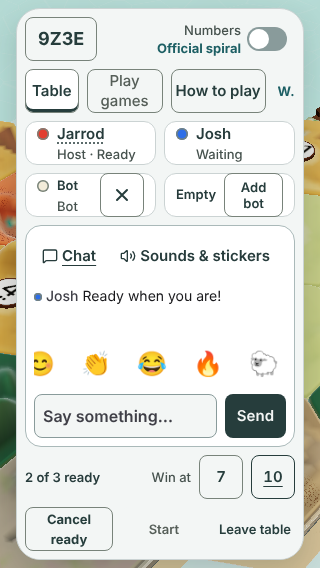 9Z3E
Numbers
Official spiral
Table
Play games
How to play
W.
Jarrod
Host · Ready
Josh
Waiting
Bot
Bot
Empty
Add bot
Chat
Sounds & stickers
Josh Ready when you are!
Say something...
Send
2 of 3 ready
Win at
7
10
Cancel ready
Start
Leave table